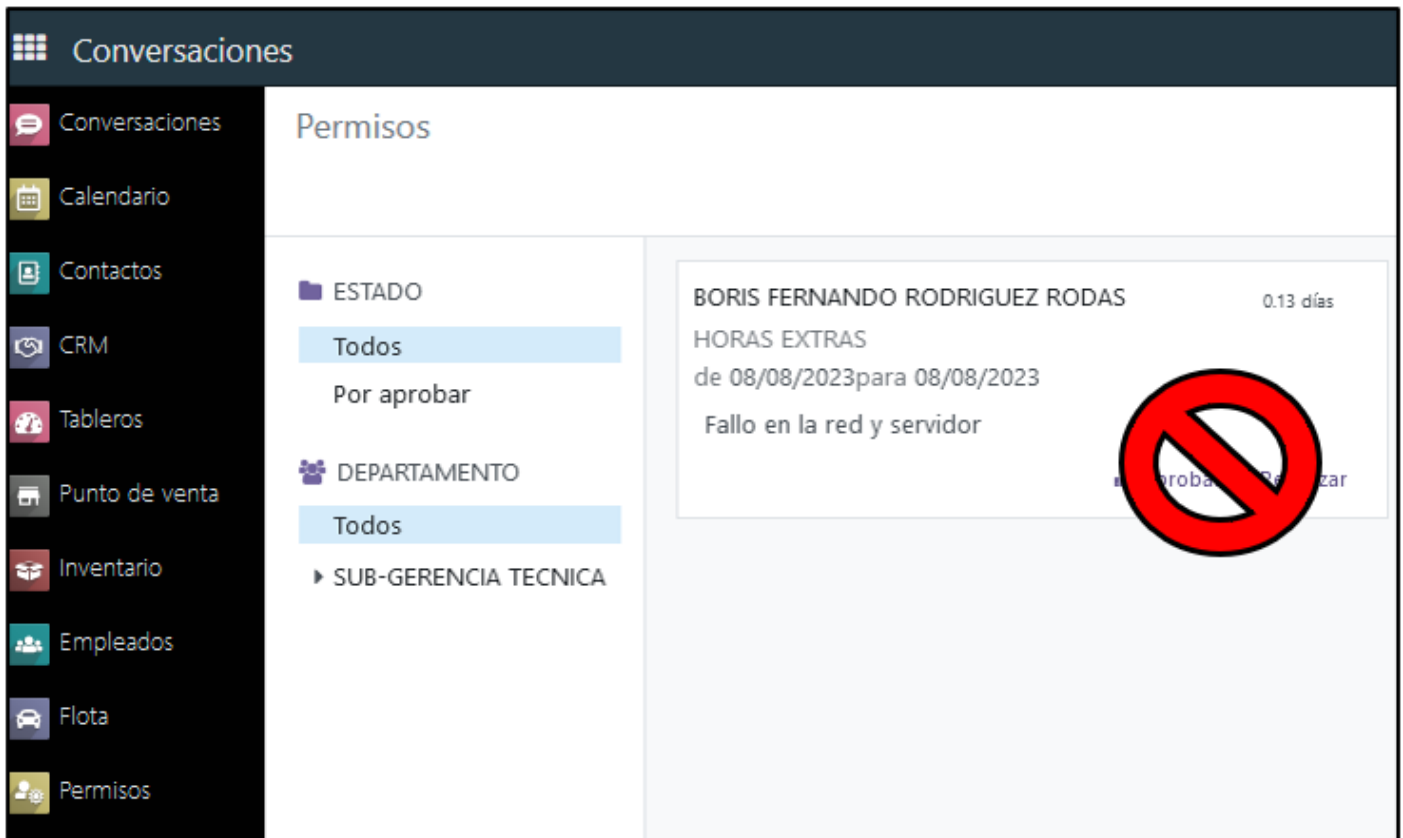 Conversaciones
Conversaciones
Calendario
Contactos
CRM
Tableros
Punto de venta
Inventario
Empleados
Flota
Permisos
Permisos
ESTADO
Todos
Por aprobar
DEPARTAMENTO
Todos
SUB-GERENCIA TECNICA
BORIS FERNANDO RODRIGUEZ RODAS 0.13 días
HORAS EXTRAS
de 08/08/2023para 08/08/2023
Fallo en la red y servidor